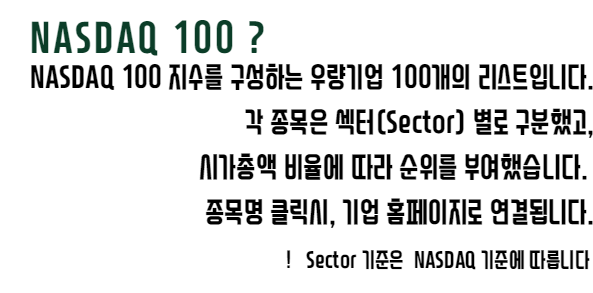 NASDAQ 100 ?
NASDAQ 100 지수를 구성하는 우량기업 100개의 리스트입니다.
각 종목은 섹터(Sector) 별로 구분했고,
시가총액 비율에 따라 순위를 부여했습니다.
종목명 클릭시, 기업 홈페이지로 연결됩니다.
! Sector 기준은 NASDAQ 기준에 따릅니다